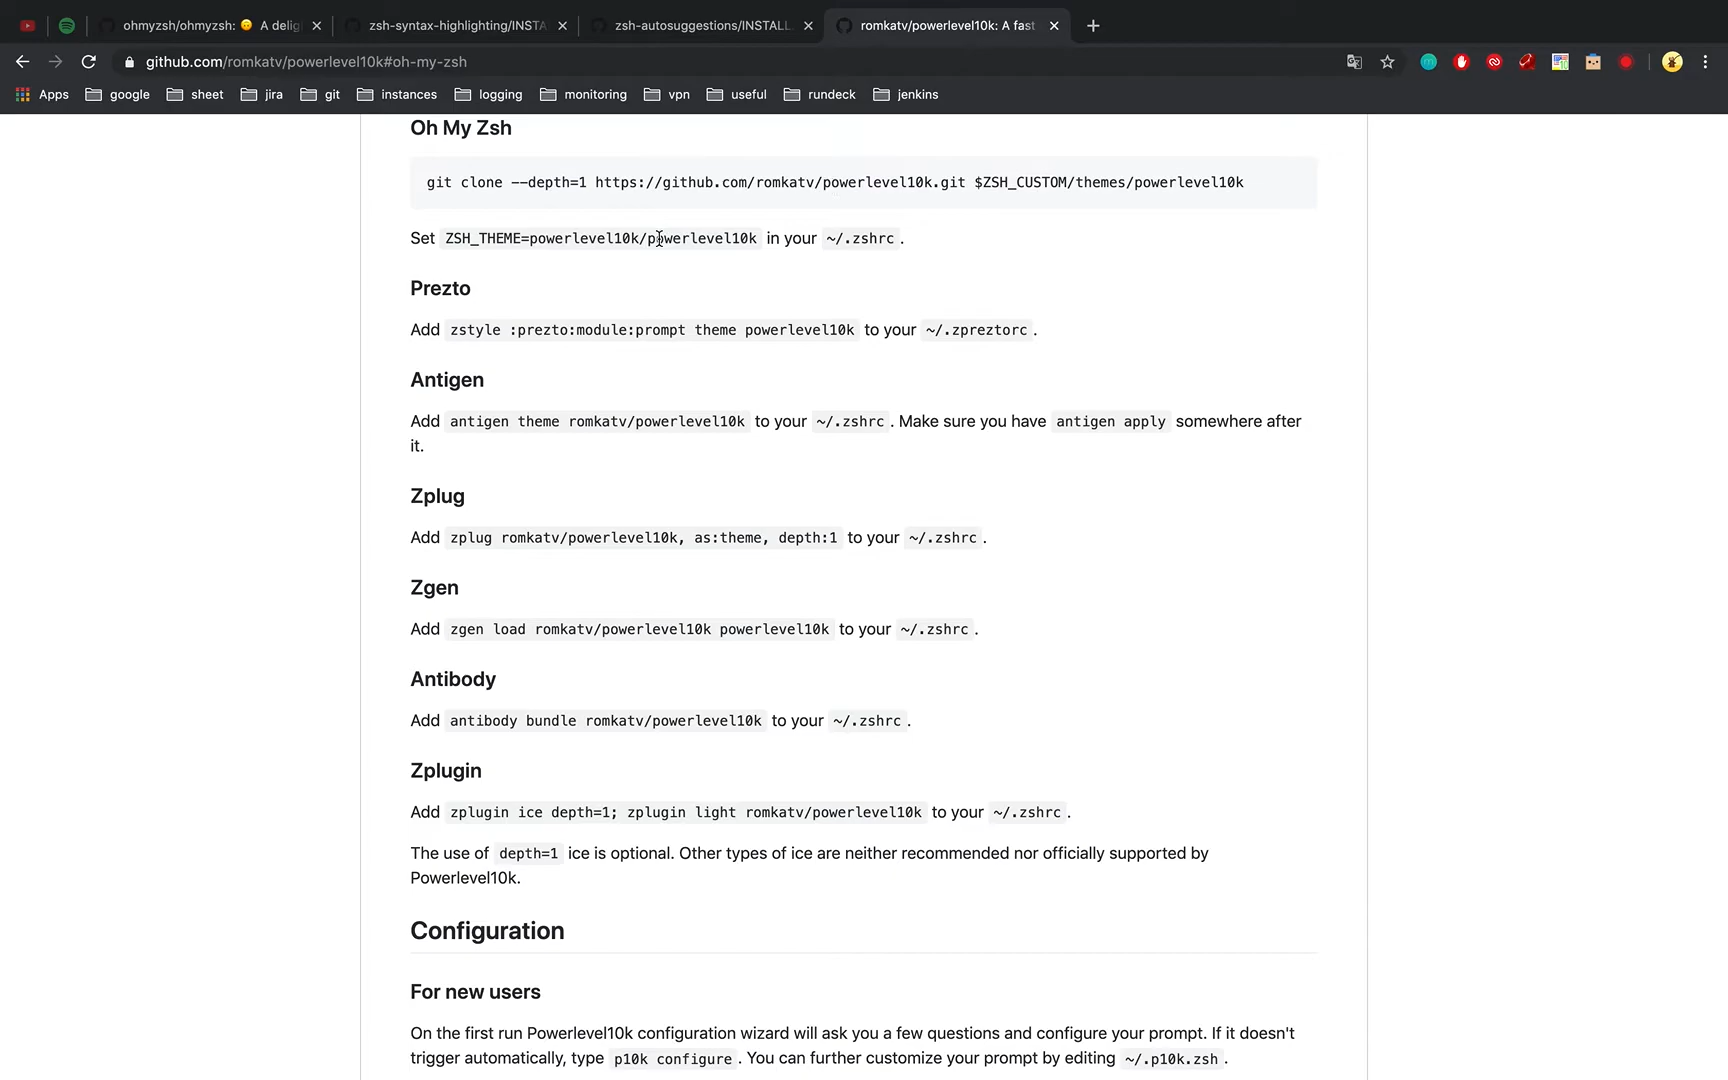 ohmyzsh/ohmyzsh: 🙃 A delig
zsh-syntax-highlighting/INSTA
zsh-autosuggestions/INSTALL.
romkatv/powerlevel10k: A fast
github.com/romkatv/powerlevel10k#oh-my-zsh
Apps google sheet jira git instances logging monitoring vpn useful rundeck jenkins
Oh My Zsh
git clone --depth=1 https://github.com/romkatv/powerlevel10k.git $ZSH_CUSTOM/themes/powerlevel10k
Set ZSH_THEME=powerlevel10k/powerlevel10k in your ~/.zshrc.
Prezto
Add zstyle :prezto:module:prompt theme powerlevel10k to your ~/.zpreztorc.
Antigen
Add antigen theme romkatv/powerlevel10k to your ~/.zshrc. Make sure you have antigen apply somewhere after
it.
Zplug
Add zplug romkatv/powerlevel10k, as:theme, depth:1 to your ~/.zshrc.
Zgen
Add zgen load romkatv/powerlevel10k powerlevel10k to your ~/.zshrc.
Antibody
Add antibody bundle romkatv/powerlevel10k to your ~/.zshrc.
Zplugin
Add zplugin ice depth=1; zplugin light romkatv/powerlevel10k to your ~/.zshrc.
The use of depth=1 ice is optional. Other types of ice are neither recommended nor officially supported by
Powerlevel10k.
Configuration
For new users
On the first run Powerlevel10k configuration wizard will ask you a few questions and configure your prompt. If it doesn't
trigger automatically, type p10k configure. You can further customize your prompt by editing ~/.p10k.zsh.